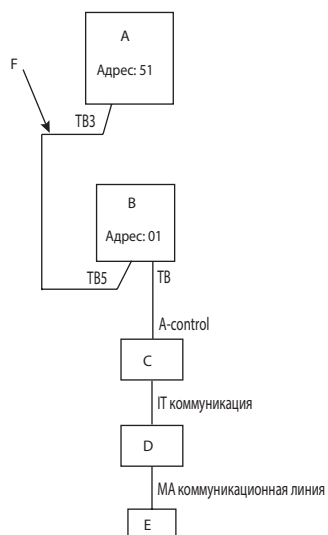 A
Адрес: 51
F
TB3
B
Адрес: 01
TB5
TB
A-control
C
IT коммуникация
D
MA коммуникационная линия
E